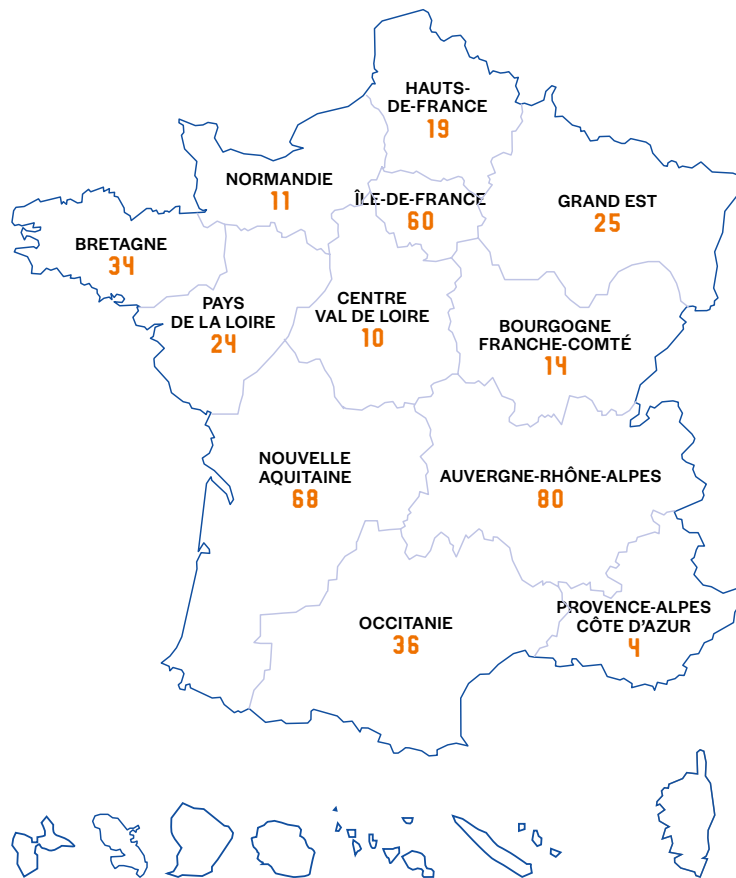 HAUTS-
DE-FRANCE
19
NORMANDIE
11
ÎLE-DE-FRANCE
60
GRAND EST
25
BRETAGNE
34
PAYS
DE LA LOIRE
24
CENTRE
VAL DE LOIRE
10
BOURGOGNE
FRANCHE-COMTÉ
14
NOUVELLE
AQUITAINE
68
AUVERGNE-RHÔNE-ALPES
80
OCCITANIE
36
PROVENCE-ALPES
CÔTE D'AZUR
4